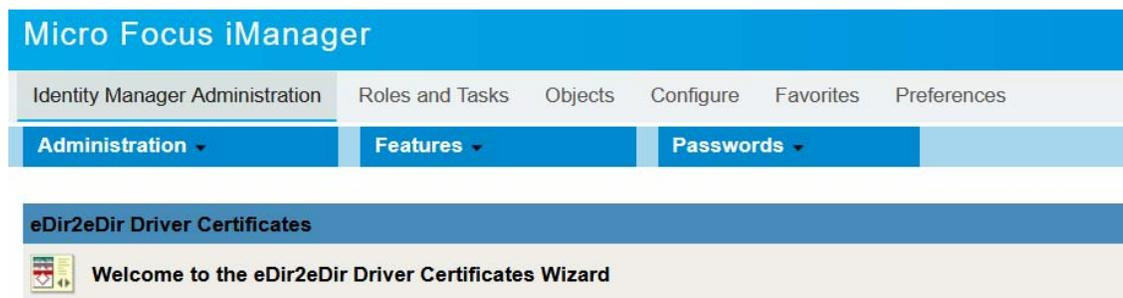 Micro Focus iManager
Identity Manager Administration Roles and Tasks Objects Configure Favorites Preferences
Administration Features Passwords
eDir2eDir Driver Certificates
Welcome to the eDir2eDir Driver Certificates Wizard